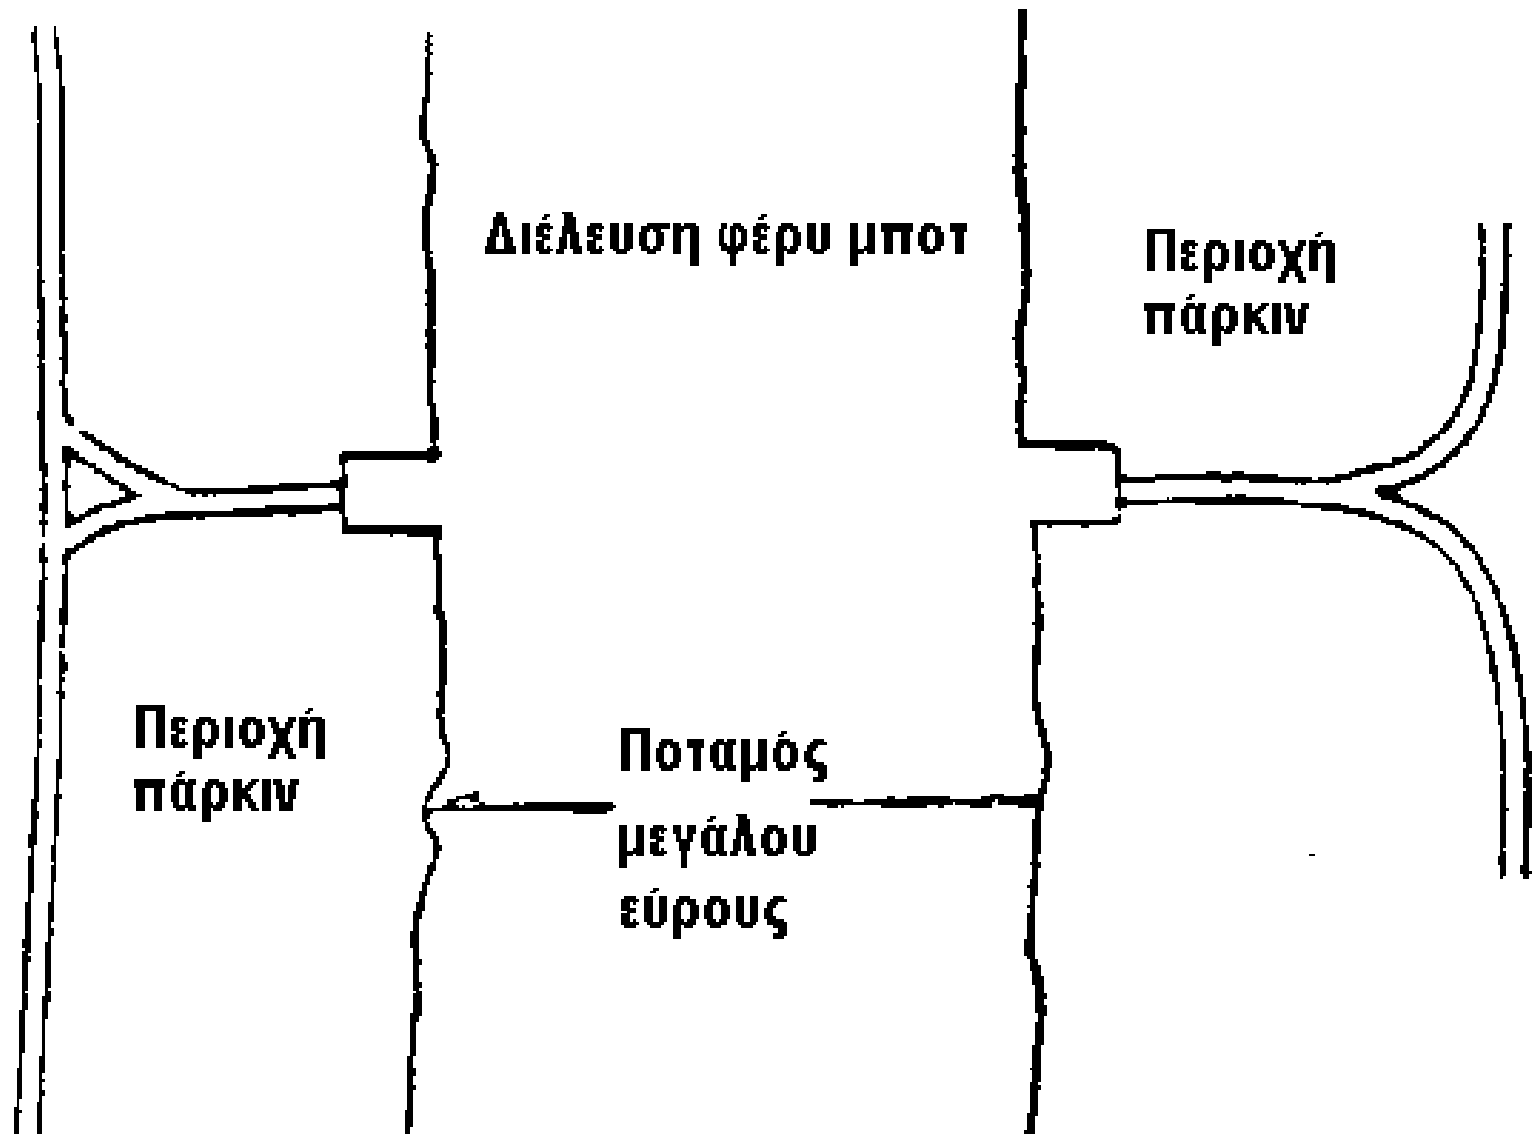 Διέλευση φέρυ μποτ
Περιοχή
πάρκιν
Περιοχή
πάρκιν
Ποταμός
μεγάλου
εύρους